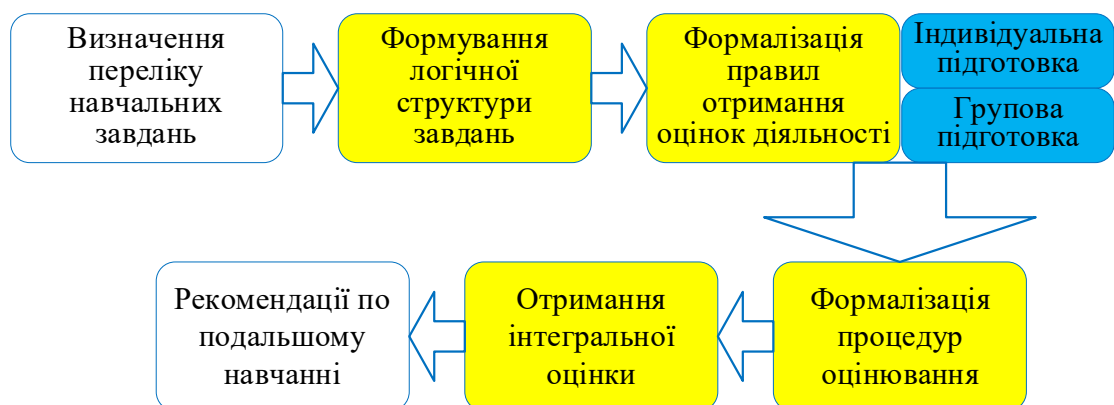 Визначення
переліку
навчальних
завдань
Формування
логічної
структури
завдань
Формалізація
правил
отримання
оцінок діяльності
Індивідуальна
підготовка
Групова
підготовка
Рекомендації по
подальшому
навчанні
Отримання
інтегральної
оцінки
Формалізація
процедур
оцінювання